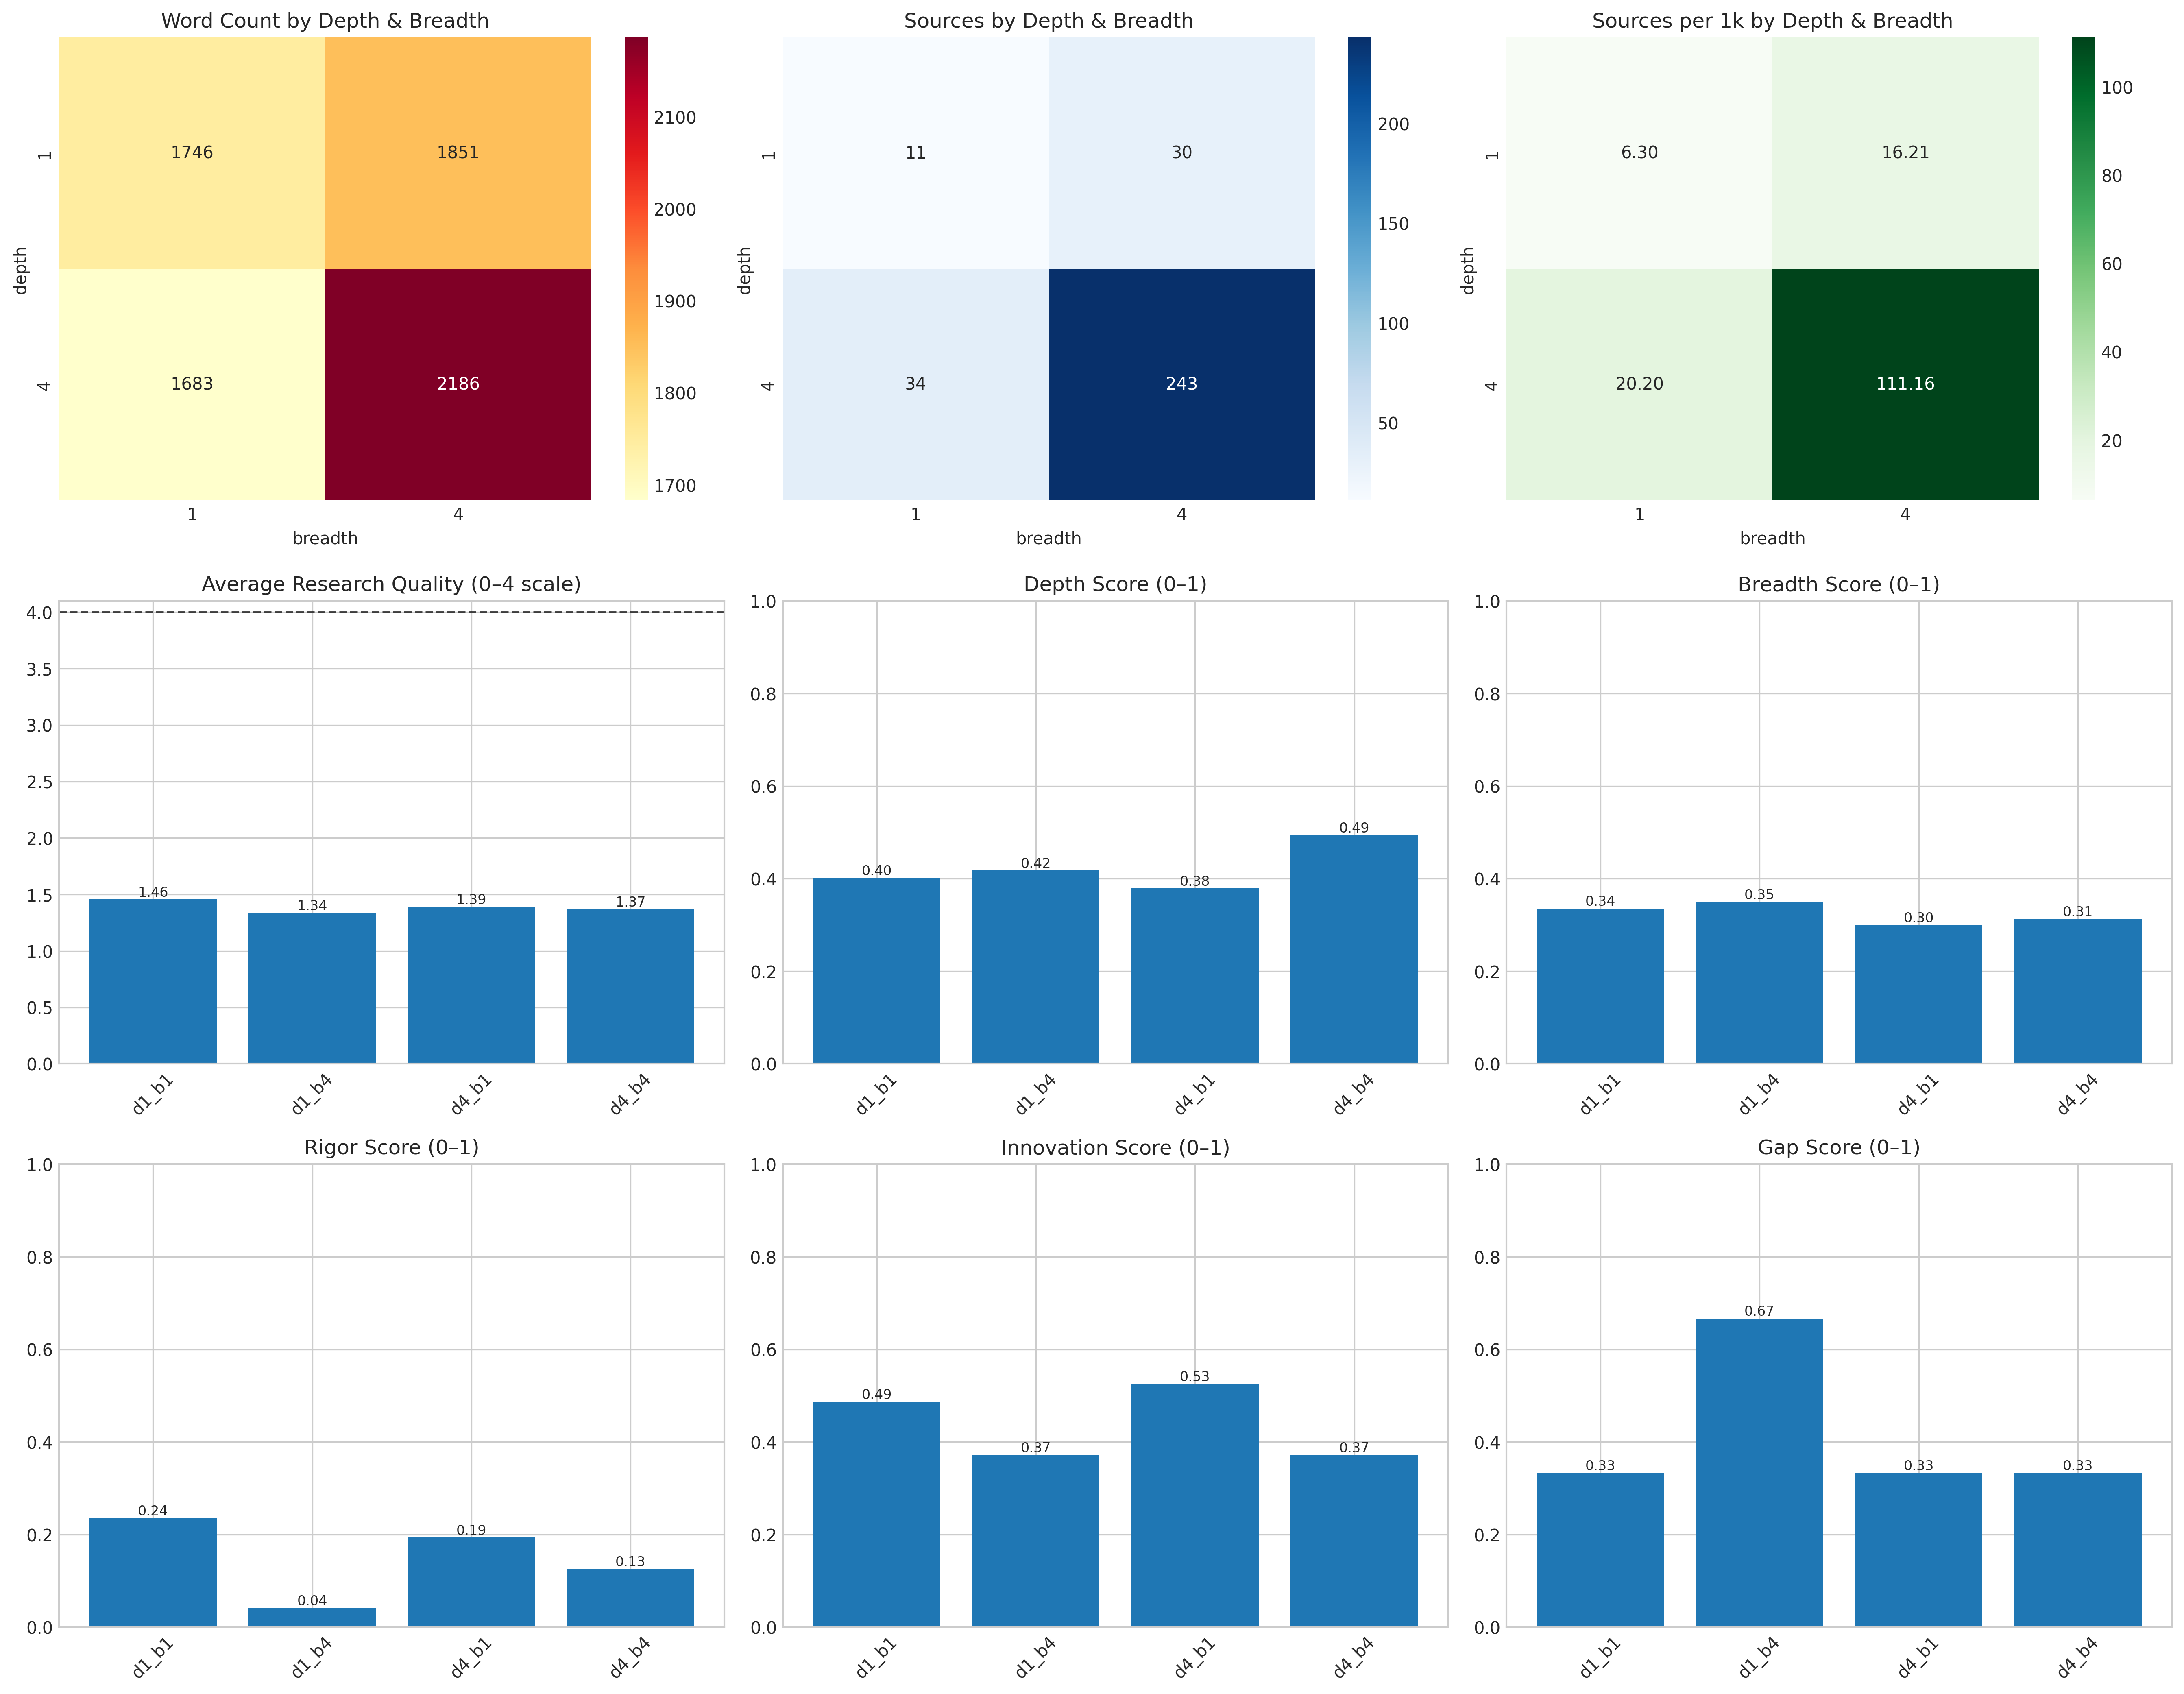 Word Count by Depth & Breadth
1746 1851
1683 2186
depth
1
4
1 4
breadth
2100
2000
1900
1800
1700
Sources by Depth & Breadth
11 30
34 243
depth
1
4
1 4
breadth
200
150
100
50
Sources per 1k by Depth & Breadth
6.30 16.21
20.20 111.16
depth
1
4
1 4
breadth
100
80
60
40
20
Average Research Quality (0–4 scale)
4.0
3.5
3.0
2.5
2.0
1.5
1.0
0.5
0.0
1.46 1.34 1.39 1.37
d1_b1 d1_b4 d4_b1 d4_b4
Depth Score (0–1)
1.0
0.8
0.6
0.4
0.2
0.0
0.40 0.42 0.38 0.49
d1_b1 d1_b4 d4_b1 d4_b4
Breadth Score (0–1)
1.0
0.8
0.6
0.4
0.2
0.0
0.34 0.35 0.30 0.31
d1_b1 d1_b4 d4_b1 d4_b4
Rigor Score (0–1)
1.0
0.8
0.6
0.4
0.2
0.0
0.24 0.04 0.19 0.13
d1_b1 d1_b4 d4_b1 d4_b4
Innovation Score (0–1)
1.0
0.8
0.6
0.4
0.2
0.0
0.49 0.37 0.53 0.37
d1_b1 d1_b4 d4_b1 d4_b4
Gap Score (0–1)
1.0
0.8
0.6
0.4
0.2
0.0
0.33 0.67 0.33 0.33
d1_b1 d1_b4 d4_b1 d4_b4